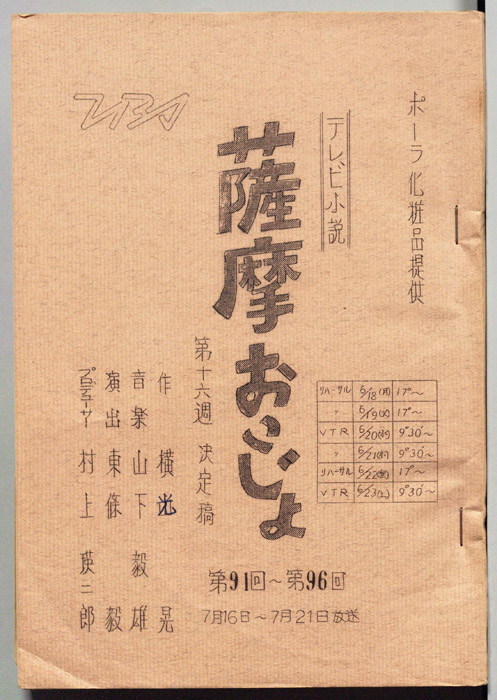 ポーラ化粧品提供
テレビ小説
薩摩おこじょ
第十六週 決定稿
作 横光 晃
音楽 山下毅雄
演出 東條 毅
プロデューサー 村上瑛二郎
リハーサル 6/18(月) 17°~
〃 6/19(火) 17°~
VTR 6/20(水) 9°30'~
〃 6/21(木) 9°30'~
リハーサル 6/22(金) 17°~
VTR 6/23(土) 9°30'~
第91回~第96回
7月16日~7月21日放送